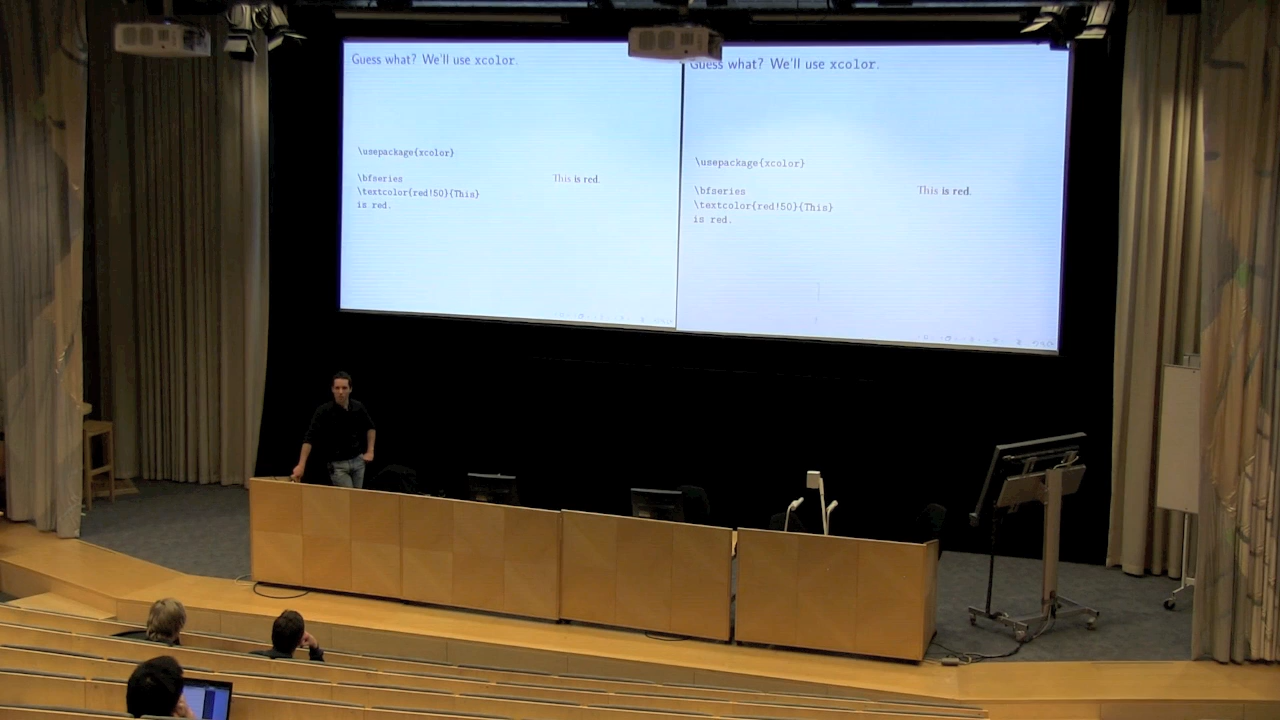 Guess what? We'll use xcolor.
\usepackage{xcolor}
\bfseries
\textcolor{red!50}{This}
is red.
This is red.
Guess what? We'll use xcolor.
\usepackage{xcolor}
\bfseries
\textcolor{red!50}{This}
is red.
This is red.